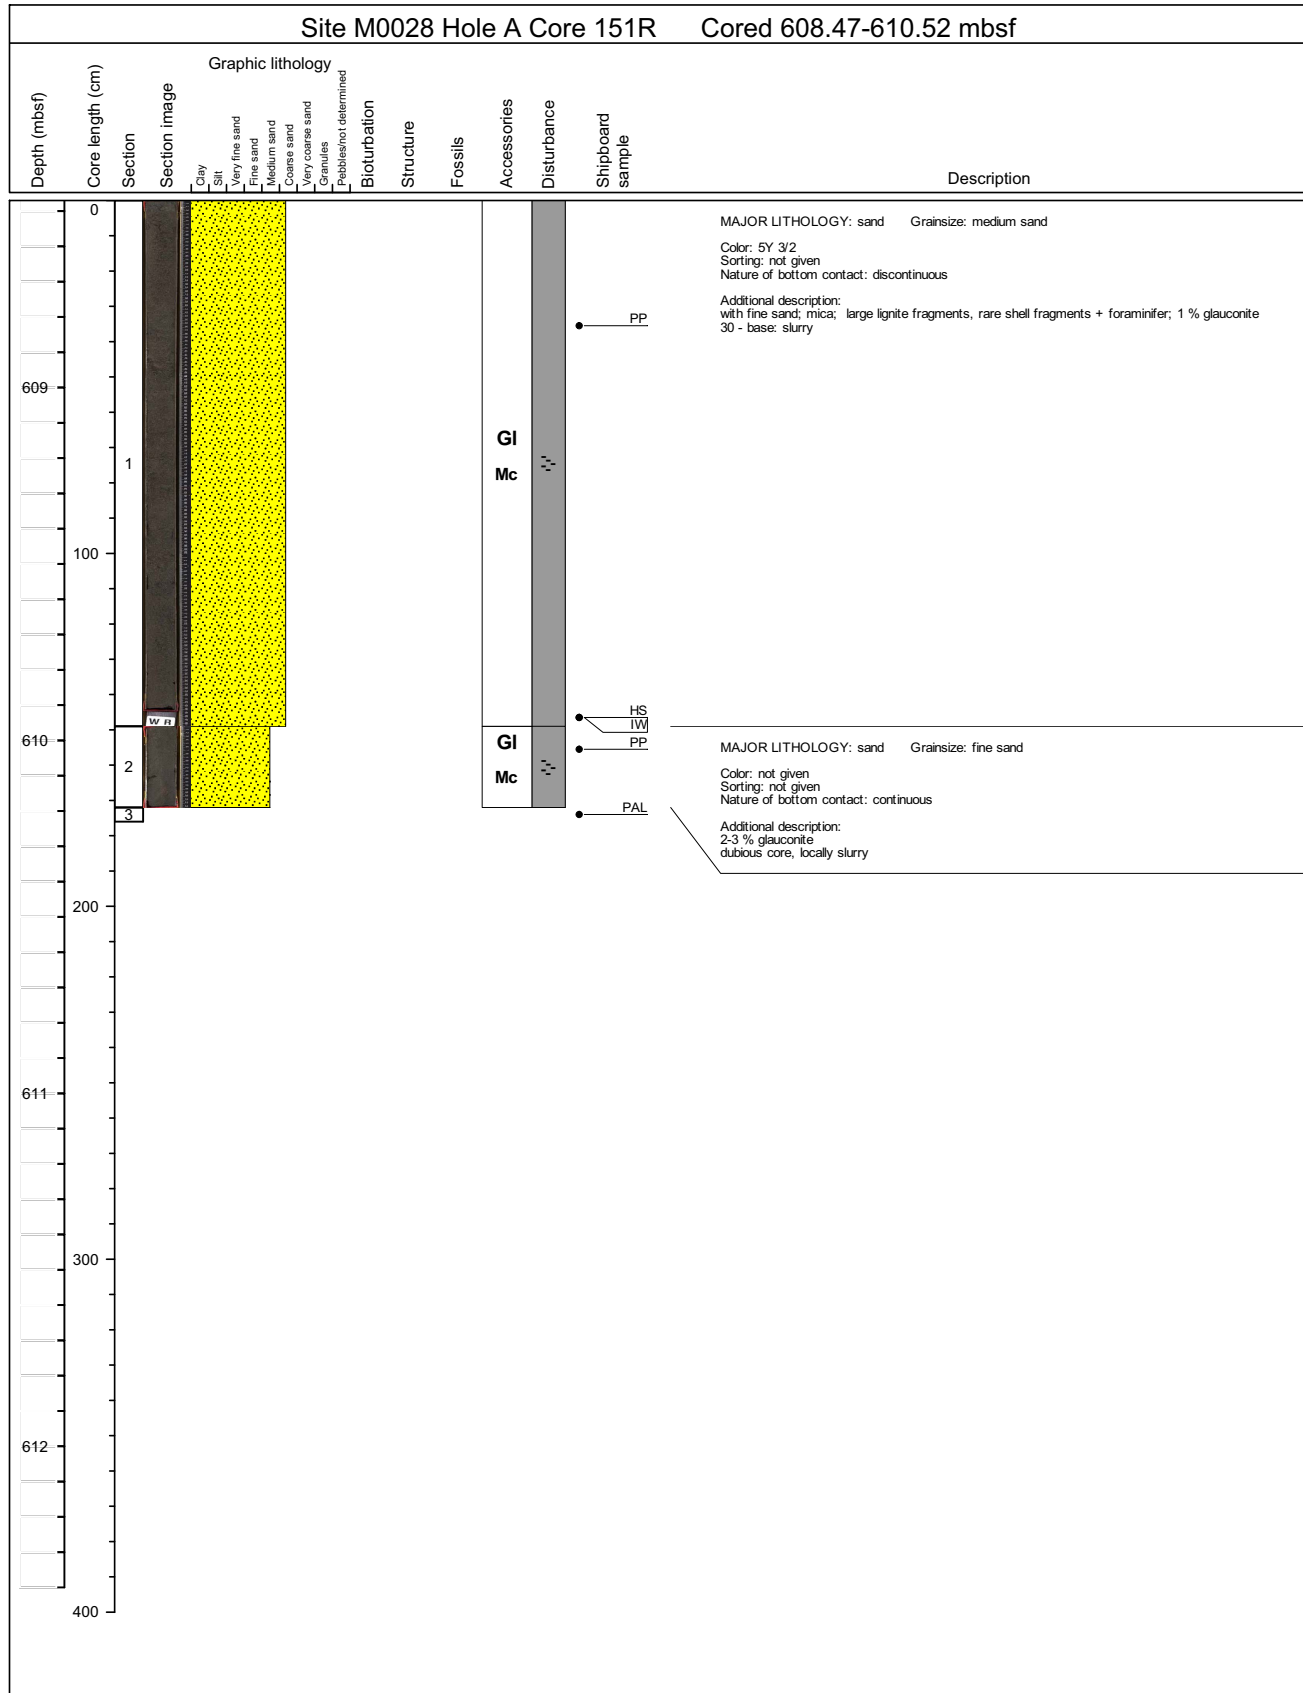 Site M0028 Hole A Core 151R Cored 608.47-610.52 mbsf
Depth (mbsf)
Core length (cm)
Section
Section image
Graphic lithology
Clay
Silt
Very fine sand
Fine sand
Medium sand
Coarse sand
Very coarse sand
Granules
Pebbles/not determined
Bioturbation
Structure
Fossils
Accessories
Disturbance
Shipboard
sample
Description
0
MAJOR LITHOLOGY: sand Grainsize: medium sand
Color: 5Y 3/2
Sorting: not given
Nature of bottom contact: discontinuous
Additional description:
with fine sand; mica; large lignite fragments, rare shell fragments + foraminifer; 1 % glauconite
30 - base: slurry
PP
609
1
Gl
Mc
100
HS
IW
W R
610
2
Gl
Mc
PP
MAJOR LITHOLOGY: sand Grainsize: fine sand
Color: not given
Sorting: not given
Nature of bottom contact: continuous
Additional description:
2-3 % glauconite
dubious core, locally slurry
3
PAL
200
611
300
612
400